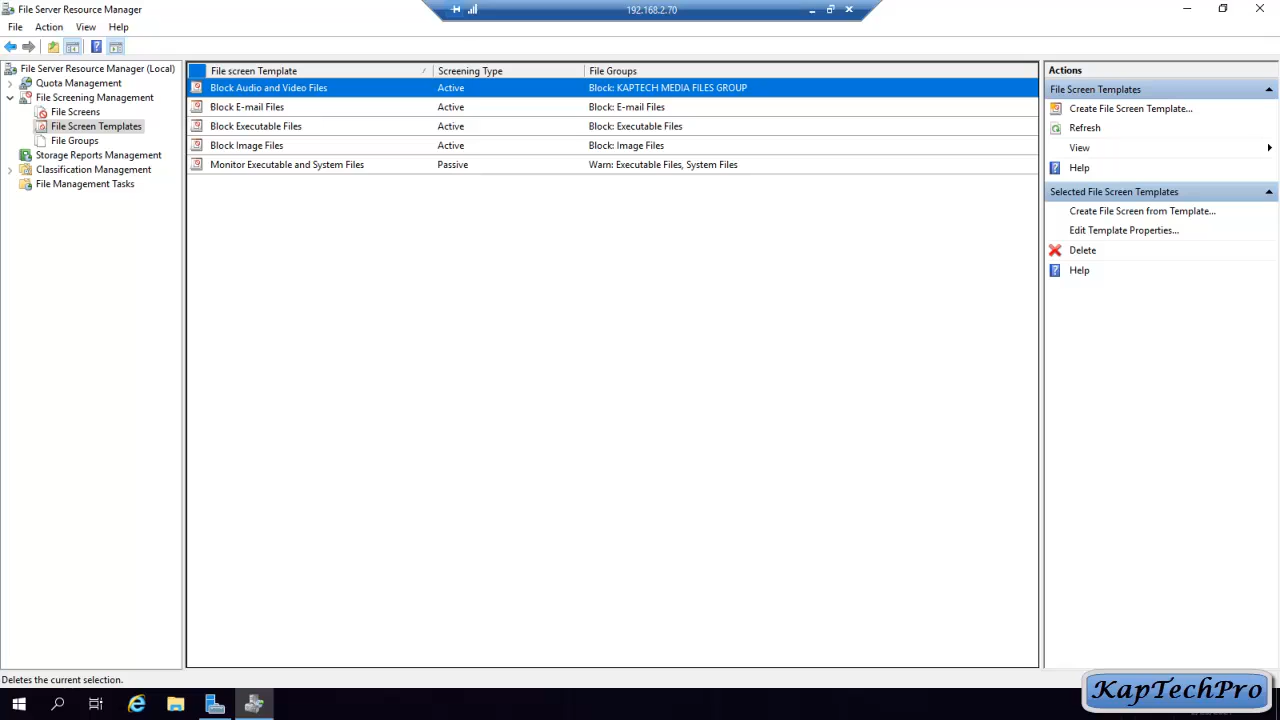 File Server Resource Manager
192.168.2.70
File Action View Help
File Server Resource Manager (Local)
Quota Management
File Screening Management
File Screens
File Screen Templates
File Groups
Storage Reports Management
Classification Management
File Management Tasks
File screen Template Screening Type File Groups
Block Audio and Video Files Active Block: KAPTECH MEDIA FILES GROUP
Block E-mail Files Active Block: E-mail Files
Block Executable Files Active Block: Executable Files
Block Image Files Active Block: Image Files
Monitor Executable and System Files Passive Warn: Executable Files, System Files
Actions
File Screen Templates
Create File Screen Template...
Refresh
View
Help
Selected File Screen Templates
Create File Screen from Template...
Edit Template Properties...
Delete
Help
Deletes the current selection.
KapTechPro